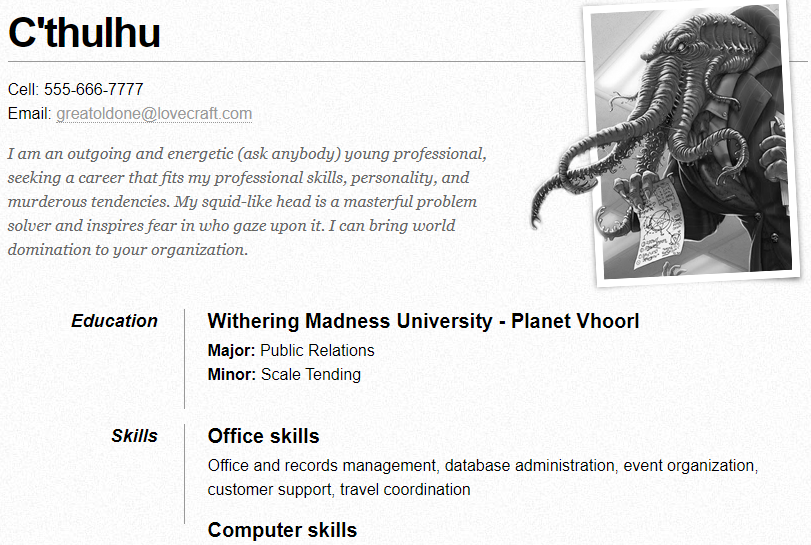 C'thulhu
Cell: 555-666-7777
Email: greatoldone@lovecraft.com
I am an outgoing and energetic (ask anybody) young professional,
seeking a career that fits my professional skills, personality, and
murderous tendencies. My squid-like head is a masterful problem
solver and inspires fear in who gaze upon it. I can bring world
domination to your organization.
Education
Withering Madness University - Planet Vhoorl
Major: Public Relations
Minor: Scale Tending
Skills
Office skills
Office and records management, database administration, event organization,
customer support, travel coordination
Computer skills